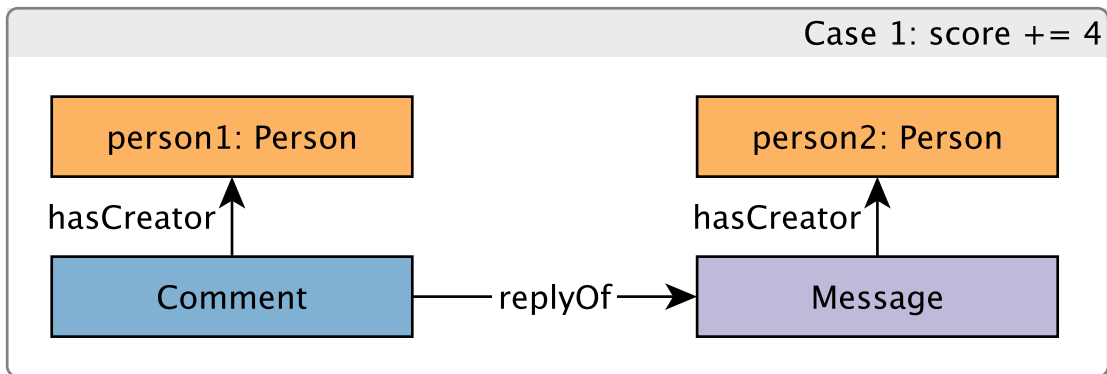 Case 1: score += 4
person1: Person
person2: Person
hasCreator
hasCreator
Comment
replyOf
Message